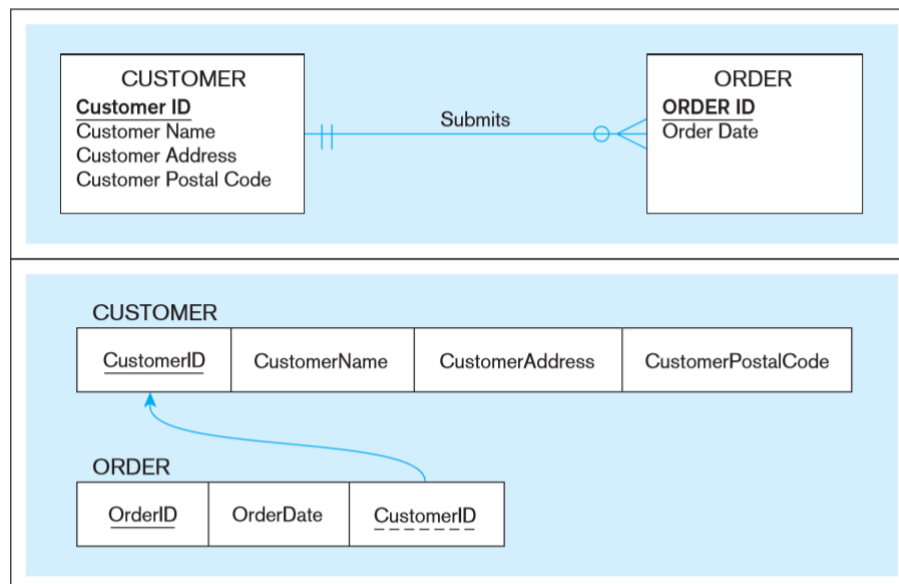 CUSTOMER
Customer ID
Customer Name
Customer Address
Customer Postal Code
Submits
ORDER
ORDER ID
Order Date
CUSTOMER
CustomerID CustomerName CustomerAddress CustomerPostalCode
ORDER
OrderID OrderDate CustomerID